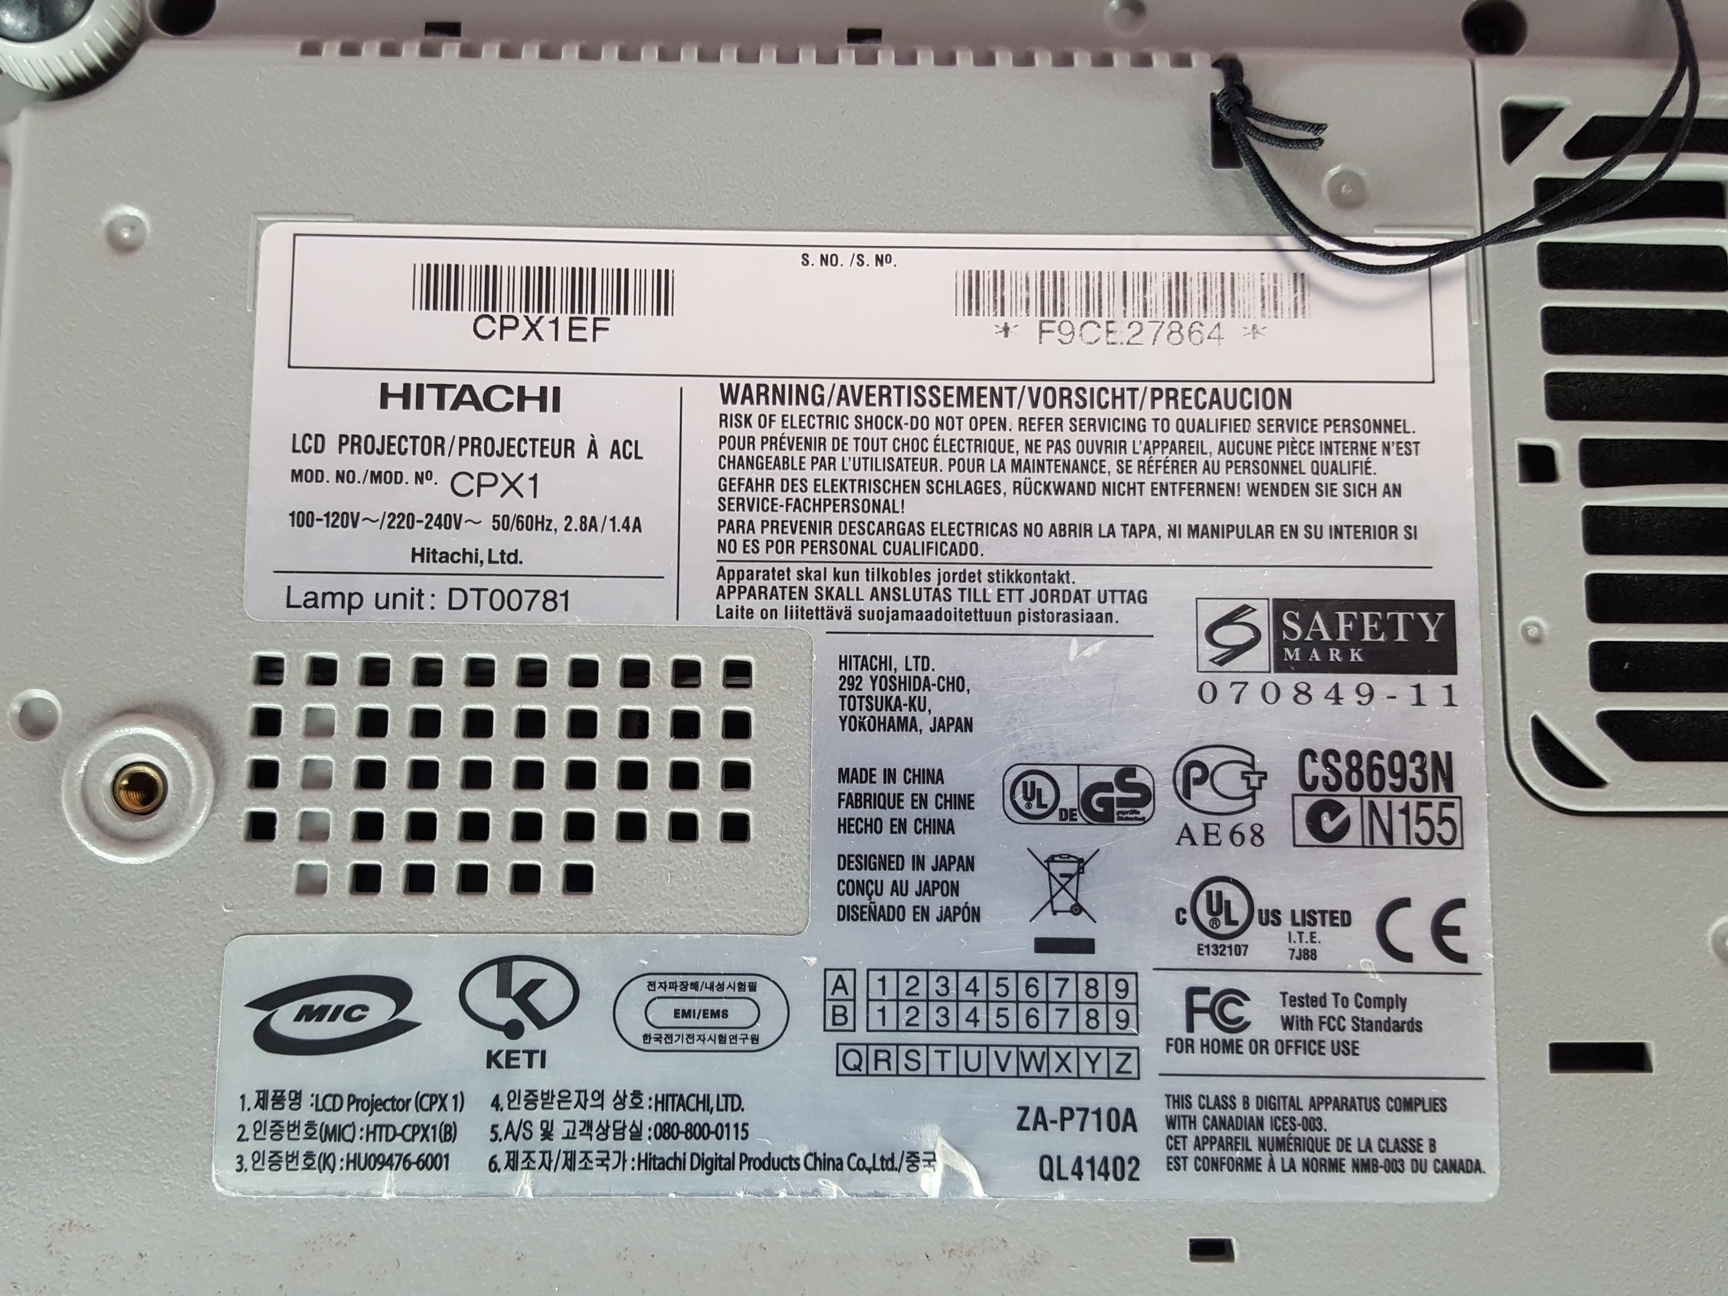 S. NO. /S. Nº.
CPX1EF
* F9CE27864 *
HITACHI
LCD PROJECTOR/PROJECTEUR À ACL
MOD. NO./MOD. Nº. CPX1
100-120V～/220-240V～ 50/60Hz, 2.8A/1.4A
Hitachi, Ltd.
Lamp unit: DT00781
WARNING/AVERTISSEMENT/VORSICHT/PRECAUCION
RISK OF ELECTRIC SHOCK-DO NOT OPEN. REFER SERVICING TO QUALIFIED SERVICE PERSONNEL.
POUR PRÉVENIR DE TOUT CHOC ÉLECTRIQUE, NE PAS OUVRIR L'APPAREIL, AUCUNE PIÈCE INTERNE N'EST
CHANGEABLE PAR L'UTILISATEUR. POUR LA MAINTENANCE, SE RÉFÉRER AU PERSONNEL QUALIFIÉ.
GEFAHR DES ELEKTRISCHEN SCHLAGES, RÜCKWAND NICHT ENTFERNEN! WENDEN SIE SICH AN
SERVICE-FACHPERSONAL!
PARA PREVENIR DESCARGAS ELECTRICAS NO ABRIR LA TAPA, NI MANIPULAR EN SU INTERIOR SI
NO ES POR PERSONAL CUALIFICADO.
Apparatet skal kun tilkobles jordet stikkontakt.
APPARATEN SKALL ANSLUTAS TILL ETT JORDAT UTTAG
Laite on liitettävä suojamaadoitettuun pistorasiaan.
SAFETY
MARK
070849-11
HITACHI, LTD.
292 YOSHIDA-CHO,
TOTSUKA-KU,
YOKOHAMA, JAPAN
MADE IN CHINA
FABRIQUE EN CHINE
HECHO EN CHINA
DESIGNED IN JAPAN
CONÇU AU JAPON
DISEÑADO EN JAPÓN
UL DE GS
geprüfte
Sicherheit
PCT
AE68
CS8693N
N155
C UL US LISTED
E132107
I.T.E.
7J88
CE
MIC
K
KETI
전자파장해/내성시험필
EMI/EMS
한국전기전자시험연구원
A 1 2 3 4 5 6 7 8 9
B 1 2 3 4 5 6 7 8 9
Q R S T U V W X Y Z
FC Tested To Comply
With FCC Standards
FOR HOME OR OFFICE USE
1.제품명 :LCD Projector (CPX 1)
2.인증번호(MIC) : HTD-CPX1(B)
3.인증번호(K) : HU09476-6001
4.인증받은자의 상호 : HITACHI, LTD.
5.A/S 및 고객상담실 : 080-800-0115
6.제조자/제조국가 : Hitachi Digital Products China Co.,Ltd./중국
ZA-P710A
QL41402
THIS CLASS B DIGITAL APPARATUS COMPLIES
WITH CANADIAN ICES-003.
CET APPAREIL NUMÉRIQUE DE LA CLASSE B
EST CONFORME À LA NORME NMB-003 DU CANADA.